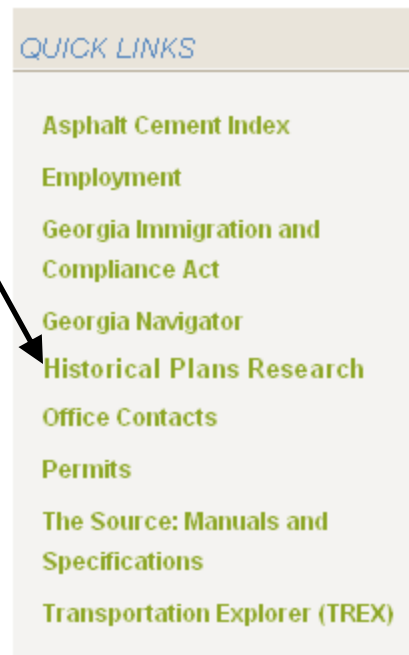 QUICK LINKS
Asphalt Cement Index
Employment
Georgia Immigration and
Compliance Act
Georgia Navigator
Historical Plans Research
Office Contacts
Permits
The Source: Manuals and
Specifications
Transportation Explorer (TREX)